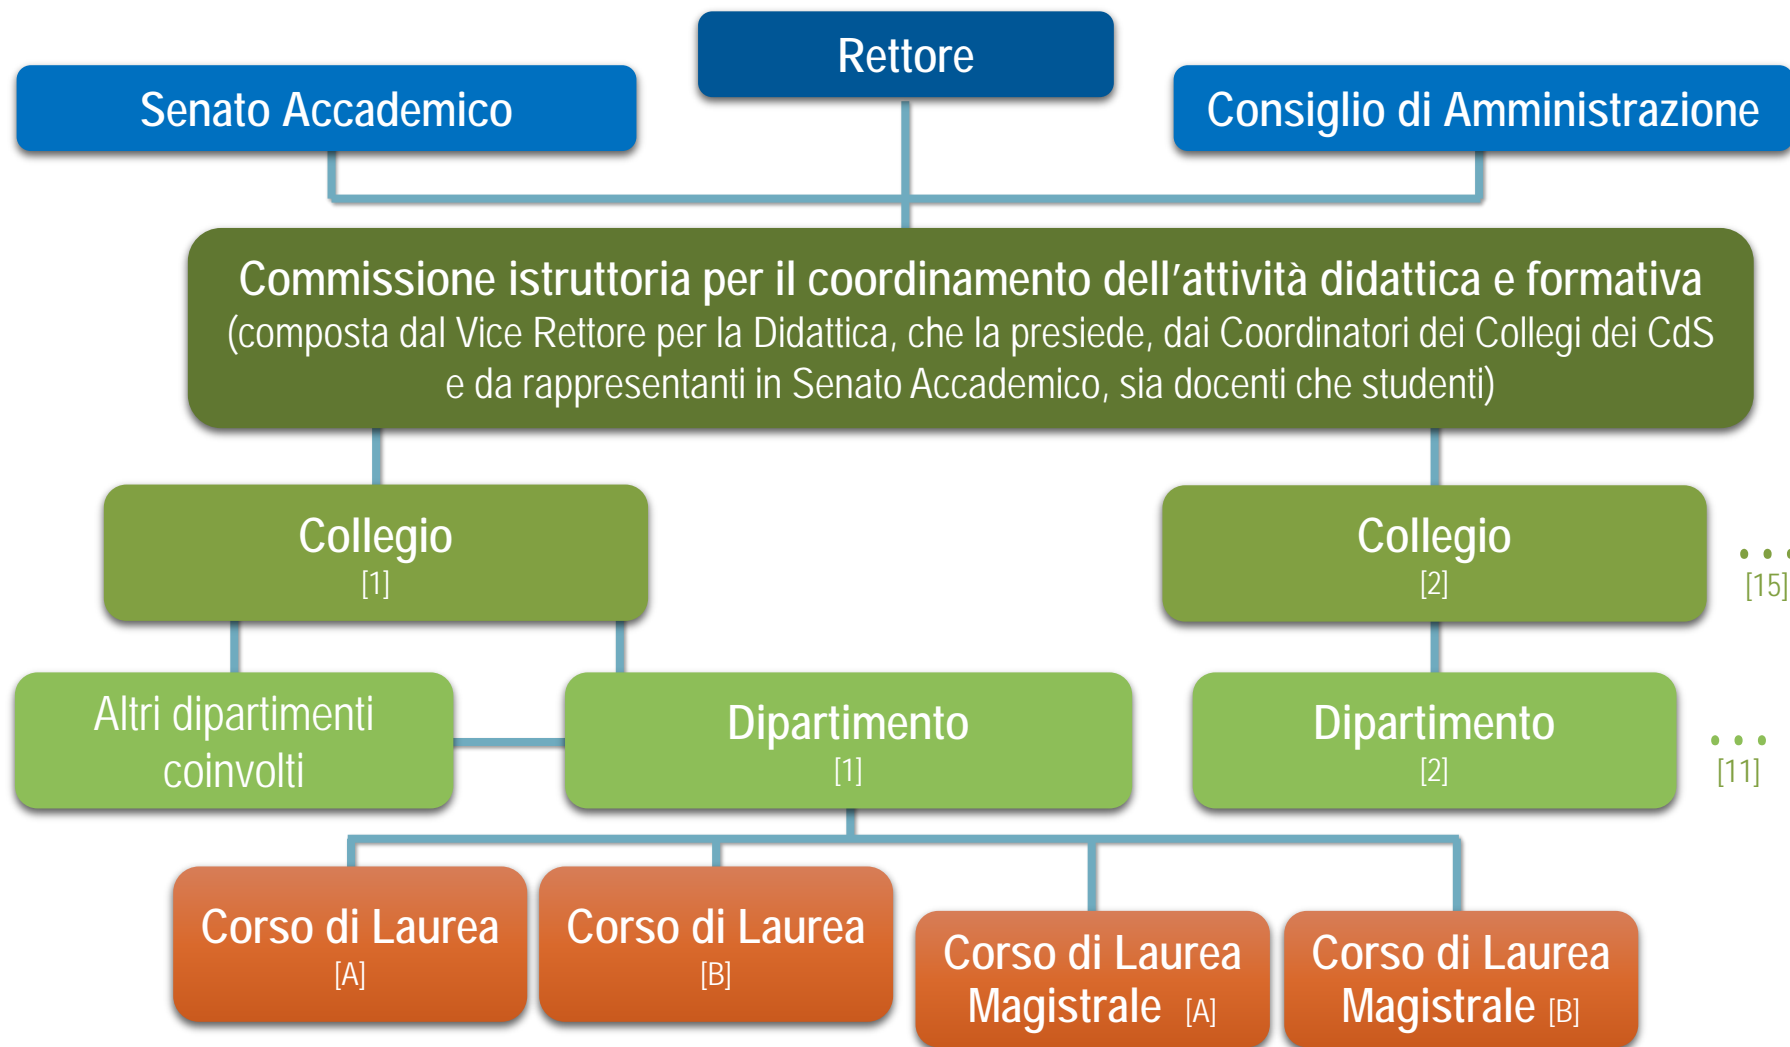 Rettore
Senato Accademico
Consiglio di Amministrazione
Commissione istruttoria per il coordinamento dell'attività didattica e formativa
(composta dal Vice Rettore per la Didattica, che la presiede, dai Coordinatori dei Collegi dei CdS
e da rappresentanti in Senato Accademico, sia docenti che studenti)
Collegio
[1]
Collegio
[2]
...
[15]
Altri dipartimenti
coinvolti
Dipartimento
[1]
Dipartimento
[2]
...
[11]
Corso di Laurea
[A]
Corso di Laurea
[B]
Corso di Laurea
Magistrale [A]
Corso di Laurea
Magistrale [B]